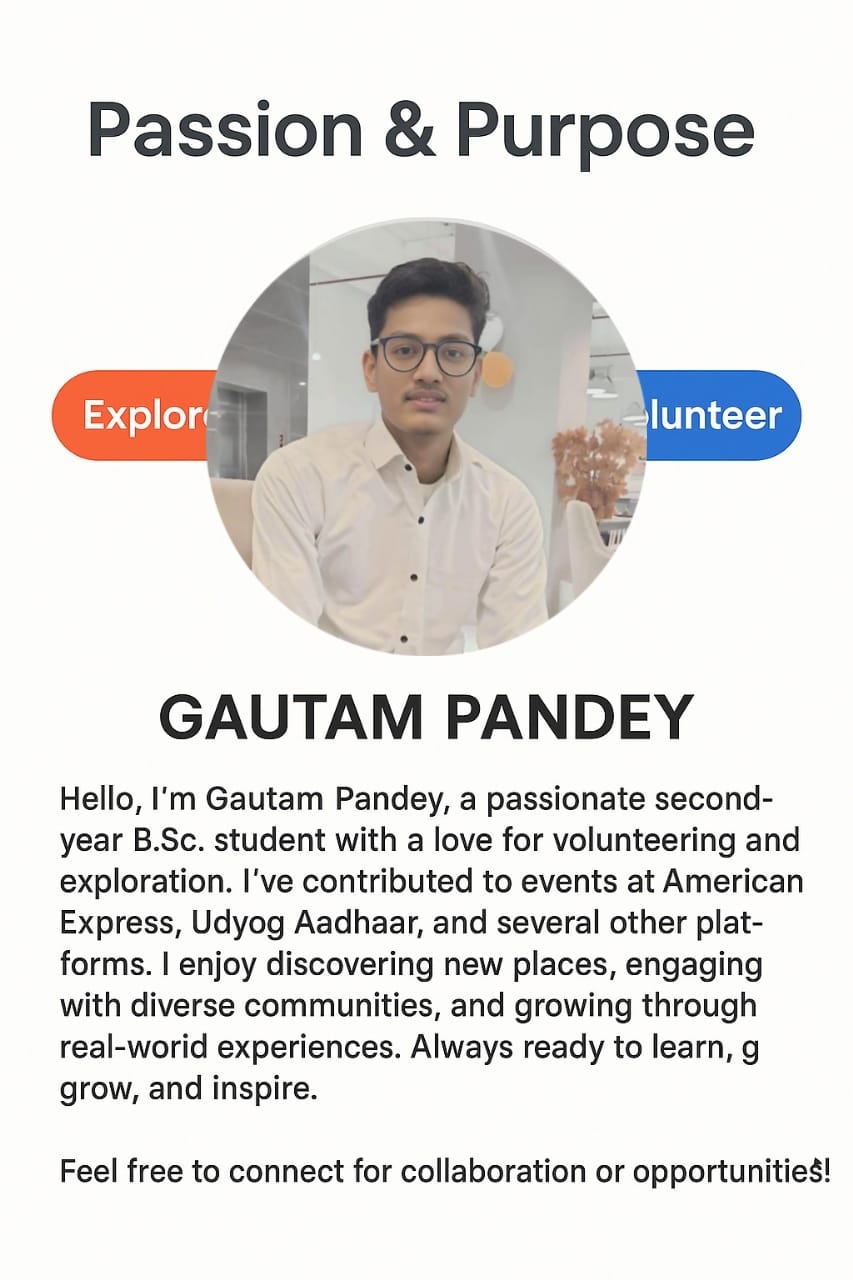 Passion & Purpose
Explor
lunteer
GAUTAM PANDEY
Hello, I'm Gautam Pandey, a passionate second-
year B.Sc. student with a love for volunteering and
exploration. I've contributed to events at American
Express, Udyog Aadhaar, and several other plat-
forms. I enjoy discovering new places, engaging
with diverse communities, and growing through
real-worid experiences. Always ready to learn, g
grow, and inspire.
Feel free to connect for collaboration or opportunities!